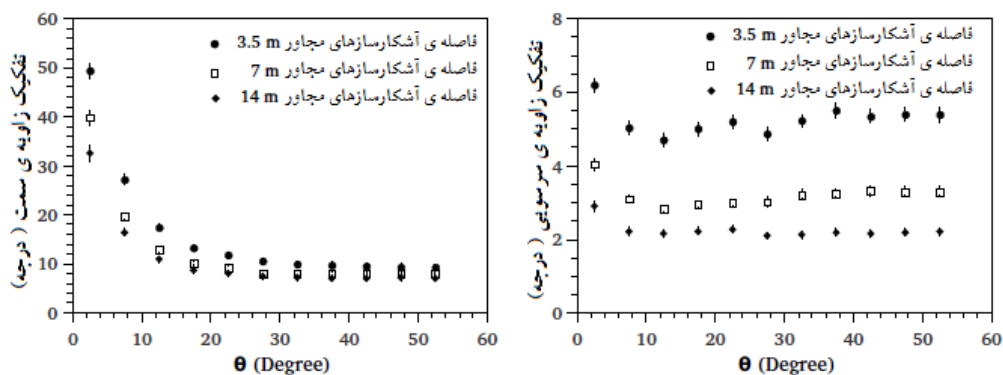 تفکیک زاویه ی سمت (درجه)
60
50
40
30
20
10
0
فاصله ی آشکارسازهای مجاور 3.5 m
فاصله ی آشکارسازهای مجاور 7 m
فاصله ی آشکارسازهای مجاور 14 m
0 10 20 30 40 50 60
θ (Degree)
تفکیک زاویه ی سرسویی (درجه)
8
6
4
2
0
فاصله ی آشکارسازهای مجاور 3.5 m
فاصله ی آشکارسازهای مجاور 7 m
فاصله ی آشکارسازهای مجاور 14 m
0 10 20 30 40 50 60
θ (Degree)